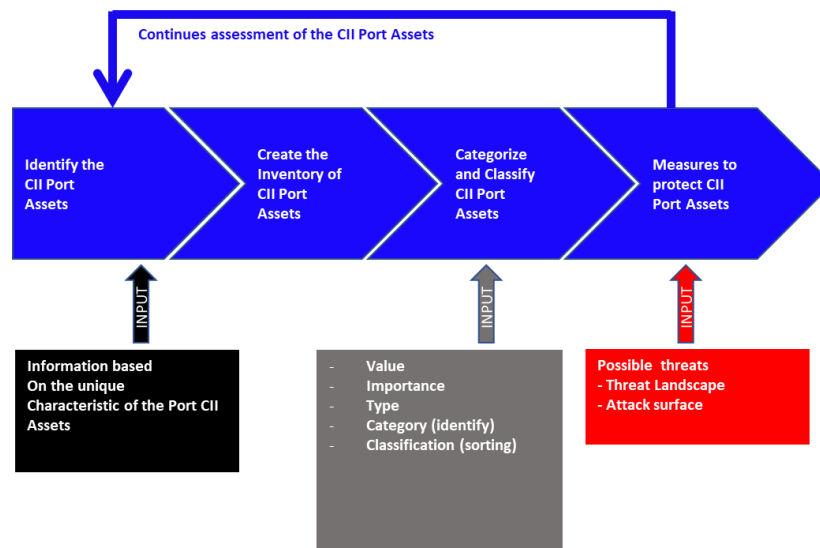 Continues assessment of the CII Port Assets
Identify the
CII Port
Assets
Create the
Inventory of
CII Port
Assets
Categorize
and Classify
CII Port
Assets
Measures to
protect CII
Port Assets
INPUT
INPUT
INPUT
Information based
On the unique
Characteristic of the Port CII
Assets
- Value
- Importance
- Type
- Category (identify)
- Classification (sorting)
Possible threats
- Threat Landscape
- Attack surface